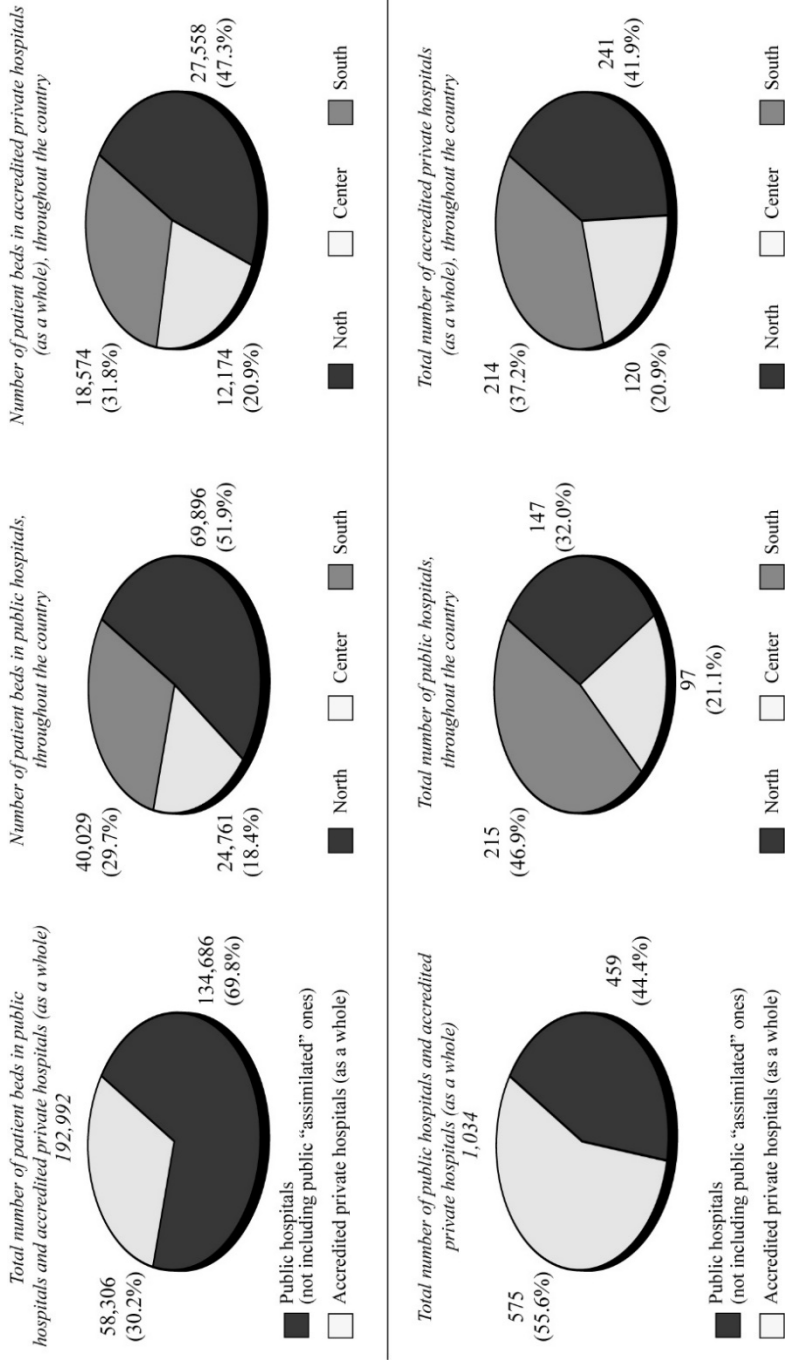 Total number of patient beds in public
hospitals and accredited private hospitals (as a whole)
192,992
58,306
(30.2%)
134,686
(69.8%)
Public hospitals
(not including public “assimilated” ones)
Accredited private hospitals (as a whole)
Number of patient beds in public hospitals,
throughout the country
40,029
(29.7%)
69,896
(51.9%)
24,761
(18.4%)
North
Center
South
Number of patient beds in accredited private hospitals
(as a whole), throughout the country
18,574
(31.8%)
27,558
(47.3%)
12,174
(20.9%)
Noth
Center
South
Total number of public hospitals and accredited
private hospitals (as a whole)
1,034
575
(55.6%)
459
(44.4%)
Public hospitals
(not including public “assimilated” ones)
Accredited private hospitals (as a whole)
Total number of public hospitals,
throughout the country
215
(46.9%)
147
(32.0%)
97
(21.1%)
North
Center
South
Total number of accredited private hospitals
(as a whole), throughout the country
214
(37.2%)
241
(41.9%)
120
(20.9%)
North
Center
South